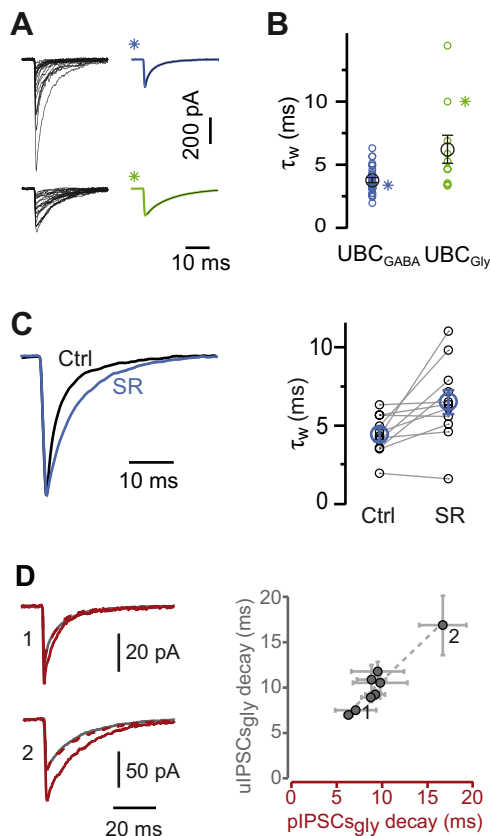 A
*
200 pA
*
10 ms
B
τw (ms)
10
5
0
*
*
UBCGABA UBCGly
C
Ctrl
SR
10 ms
τw (ms)
10
5
0
Ctrl SR
D
1
20 pA
2
50 pA
20 ms
uIPSCsgly decay (ms)
20
15
10
5
0
2
1
0 5 10 15 20
pIPSCsgly decay (ms)